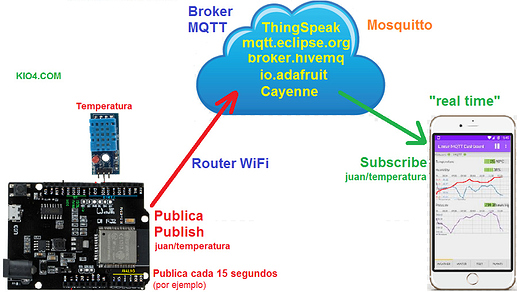 Broker
MQTT
ThingSpeak
mqtt.eclipse.org
broker.hivemq
io.adafruit
Cayenne
Mosquitto
KIO4.COM
Temperatura
"real time"
Router WiFi
Subscribe
juan/temperatura
Publica
Publish
juan/temperatura
Publica cada 15 segundos
(por ejemplo)